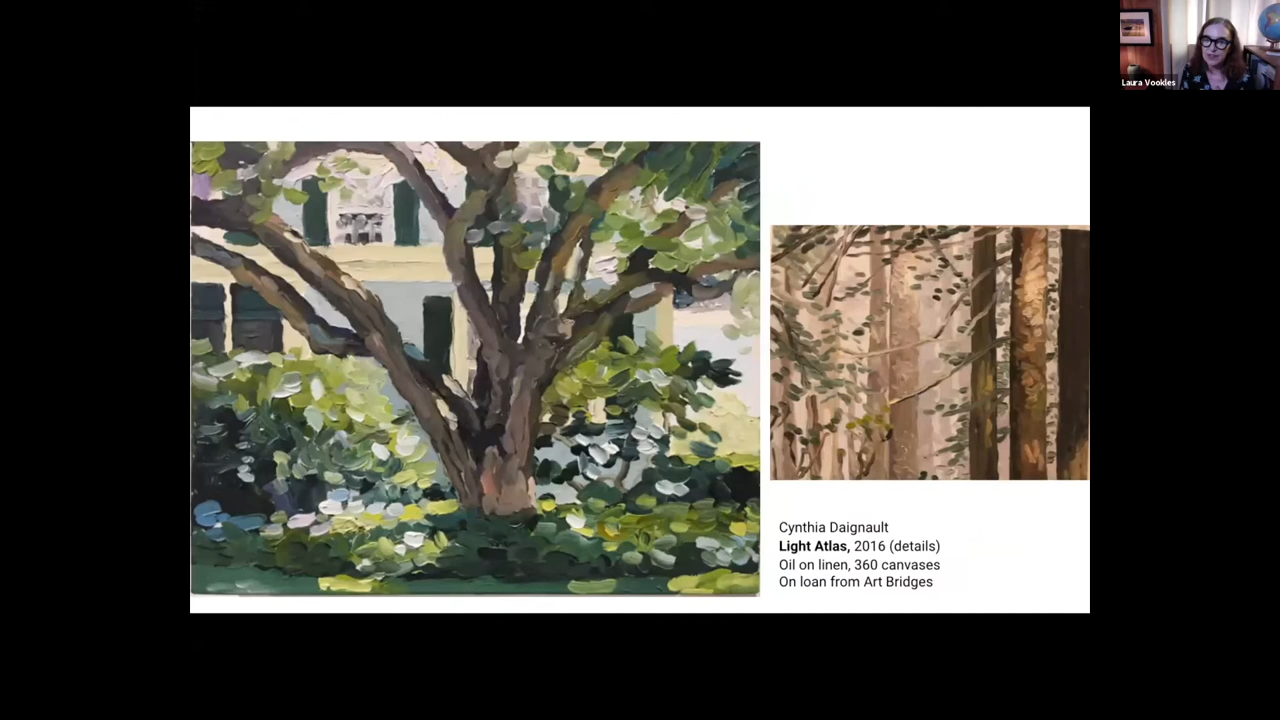 Laura Vookles
Cynthia Daignault
Light Atlas, 2016 (details)
Oil on linen, 360 canvases
On loan from Art Bridges